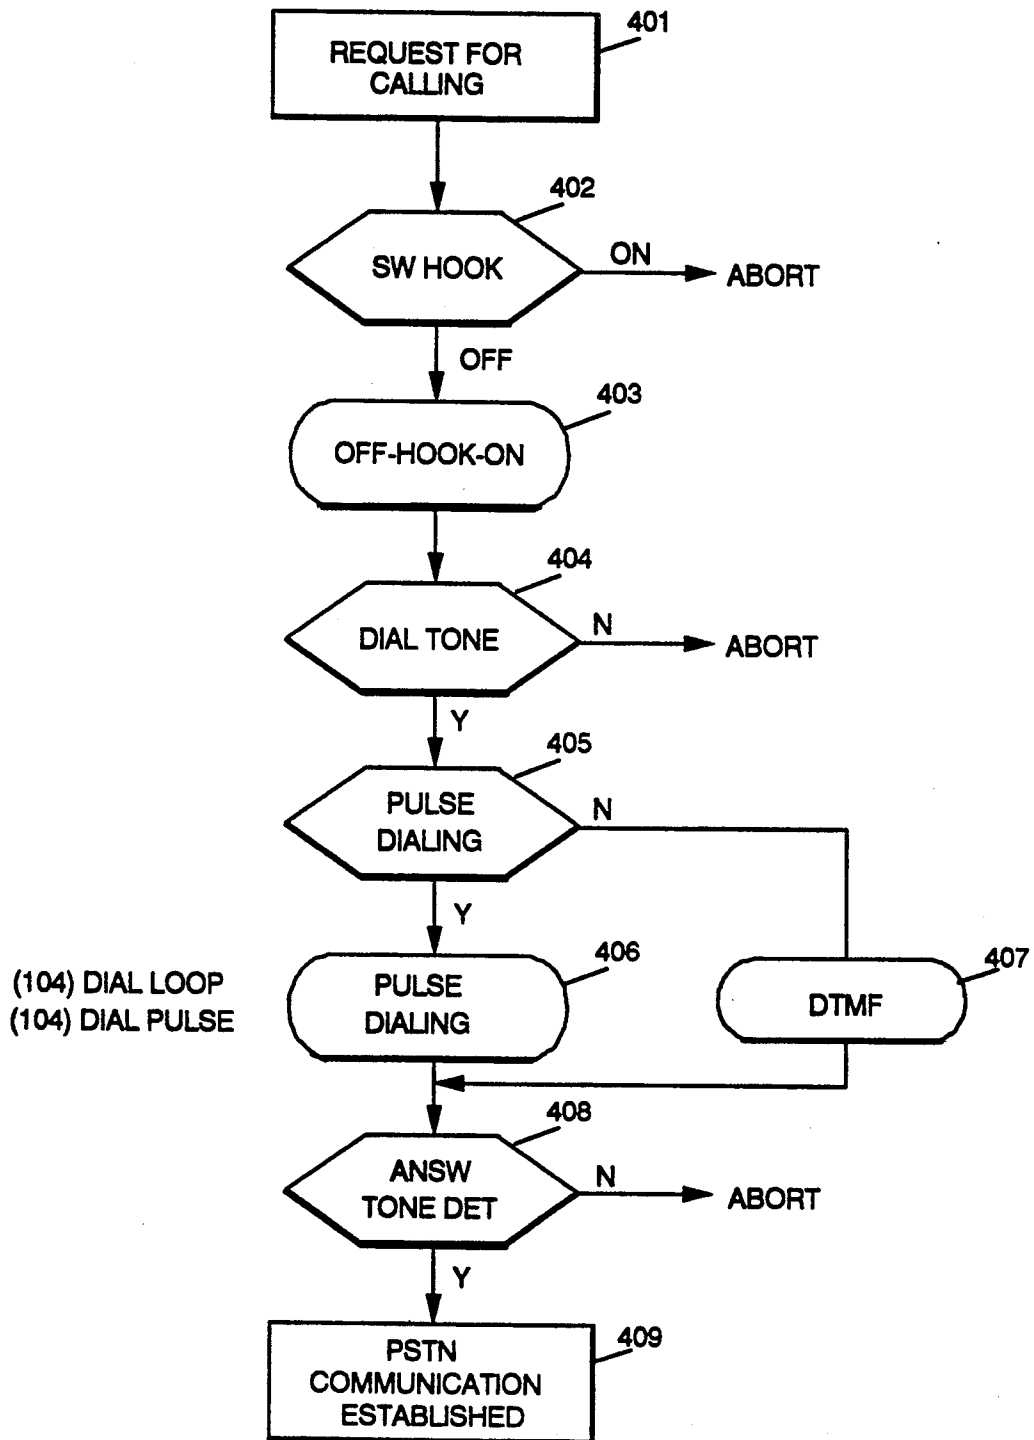 401
REQUEST FOR
CALLING
402
SW HOOK
ON
ABORT
OFF
403
OFF-HOOK-ON
404
DIAL TONE
N
ABORT
Y
405
PULSE
DIALING
N
Y
406
407
(104) DIAL LOOP
(104) DIAL PULSE
PULSE
DIALING
DTMF
408
ANSW
TONE DET
N
ABORT
Y
409
PSTN
COMMUNICATION
ESTABLISHED